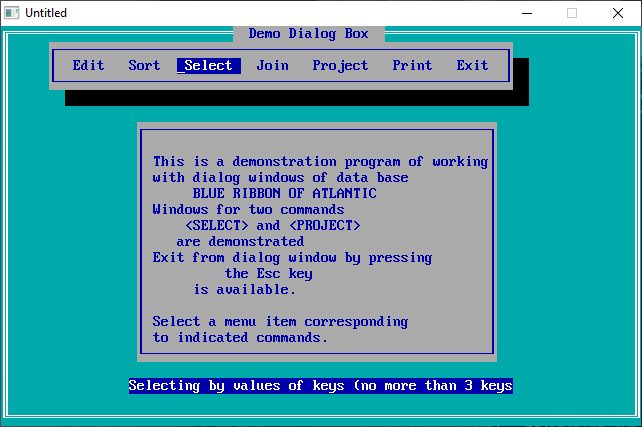 Untitled
Demo Dialog Box
Edit Sort Select Join Project Print Exit
This is a demonstration program of working
with dialog windows of data base
BLUE RIBBON OF ATLANTIC
Windows for two commands
<SELECT> and <PROJECT>
are demonstrated
Exit from dialog window by pressing
the Esc key
is available.
Select a menu item corresponding
to indicated commands.
Selecting by values of keys (no more than 3 keys